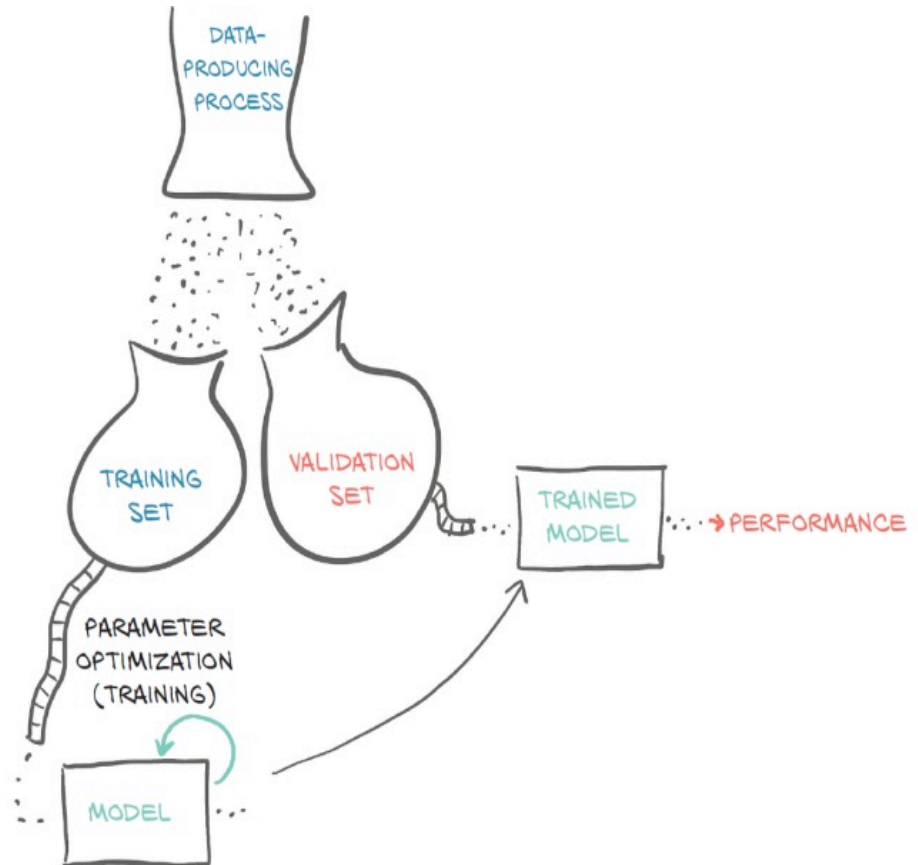 DATA-
PRODUCING
PROCESS
TRAINING
SET
VALIDATION
SET
TRAINED
MODEL
PERFORMANCE
PARAMETER
OPTIMIZATION
(TRAINING)
MODEL